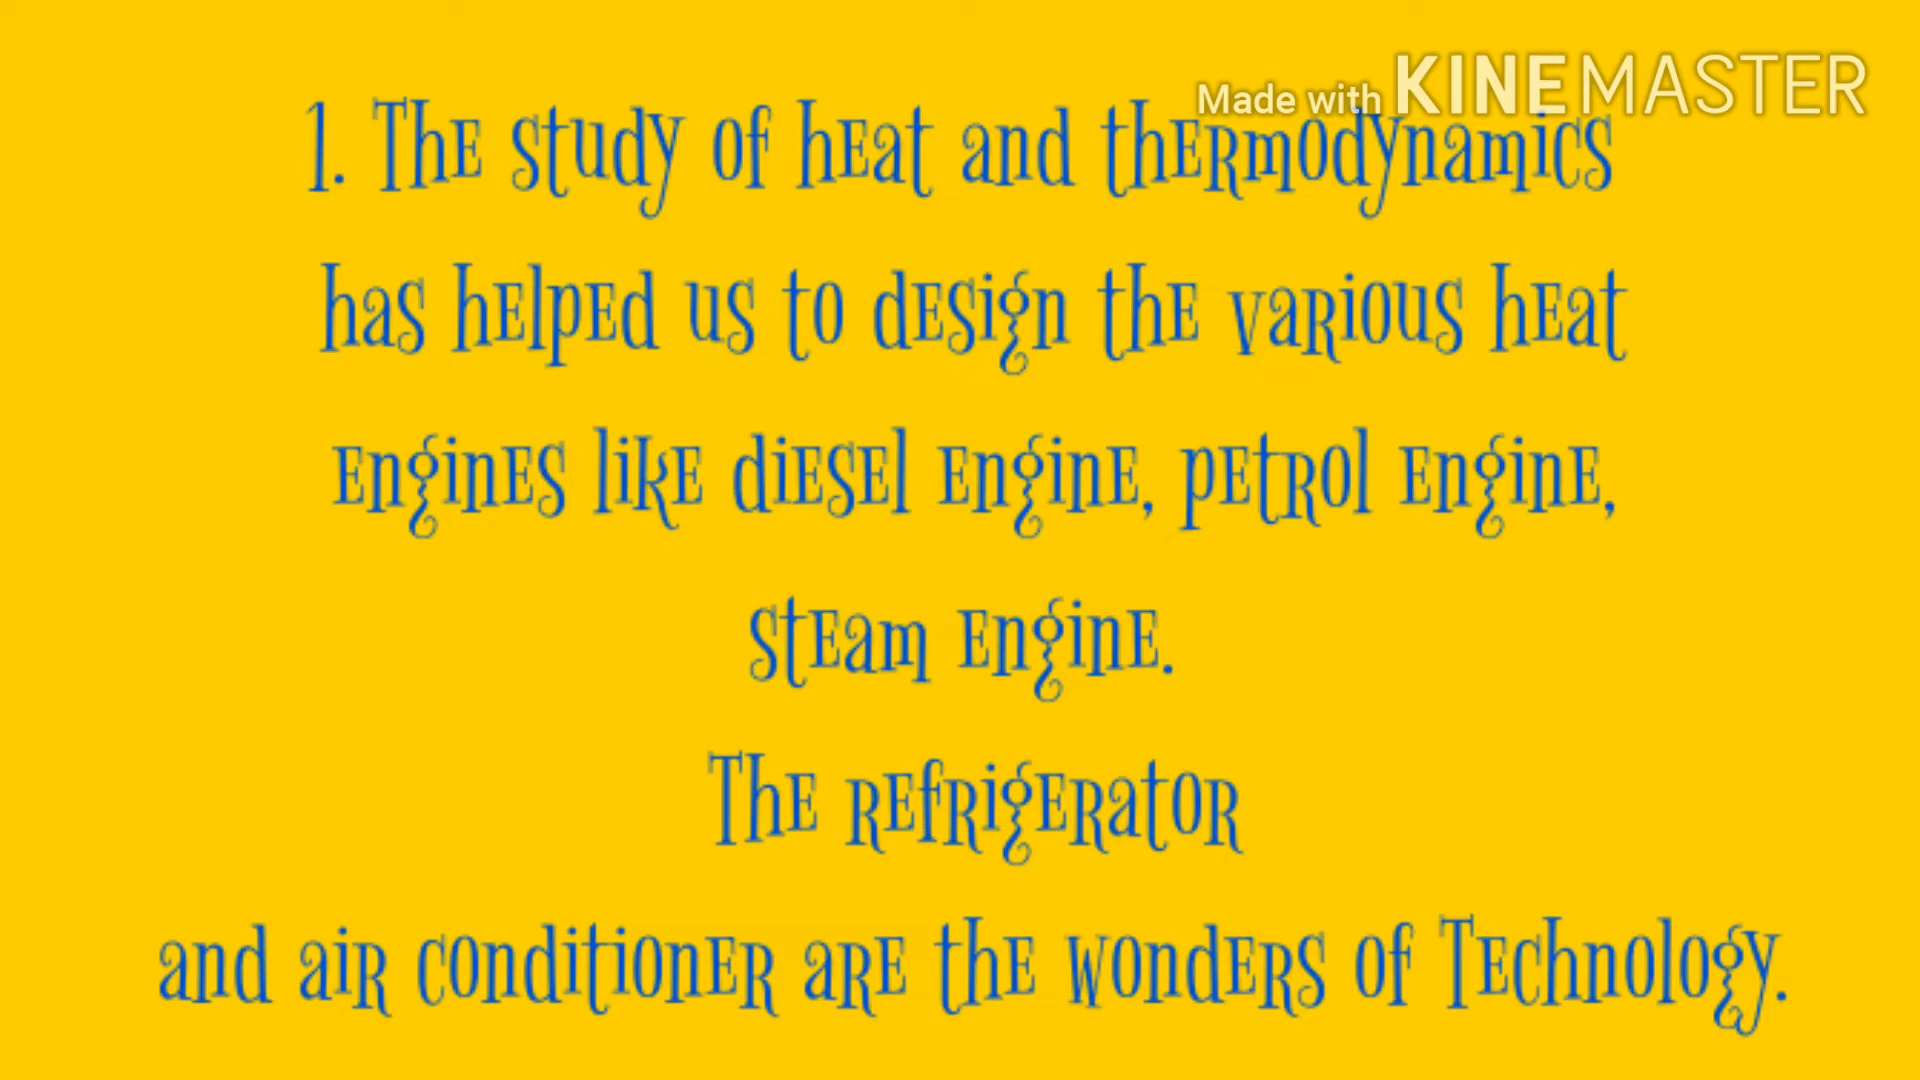 Made with KINEMASTER
1. The study of heat and thermodynamics
has helped us to design the various heat
engines like diesel engine, petrol engine,
steam engine.
The refrigerator
and air conditioner are the wonders of Technology.